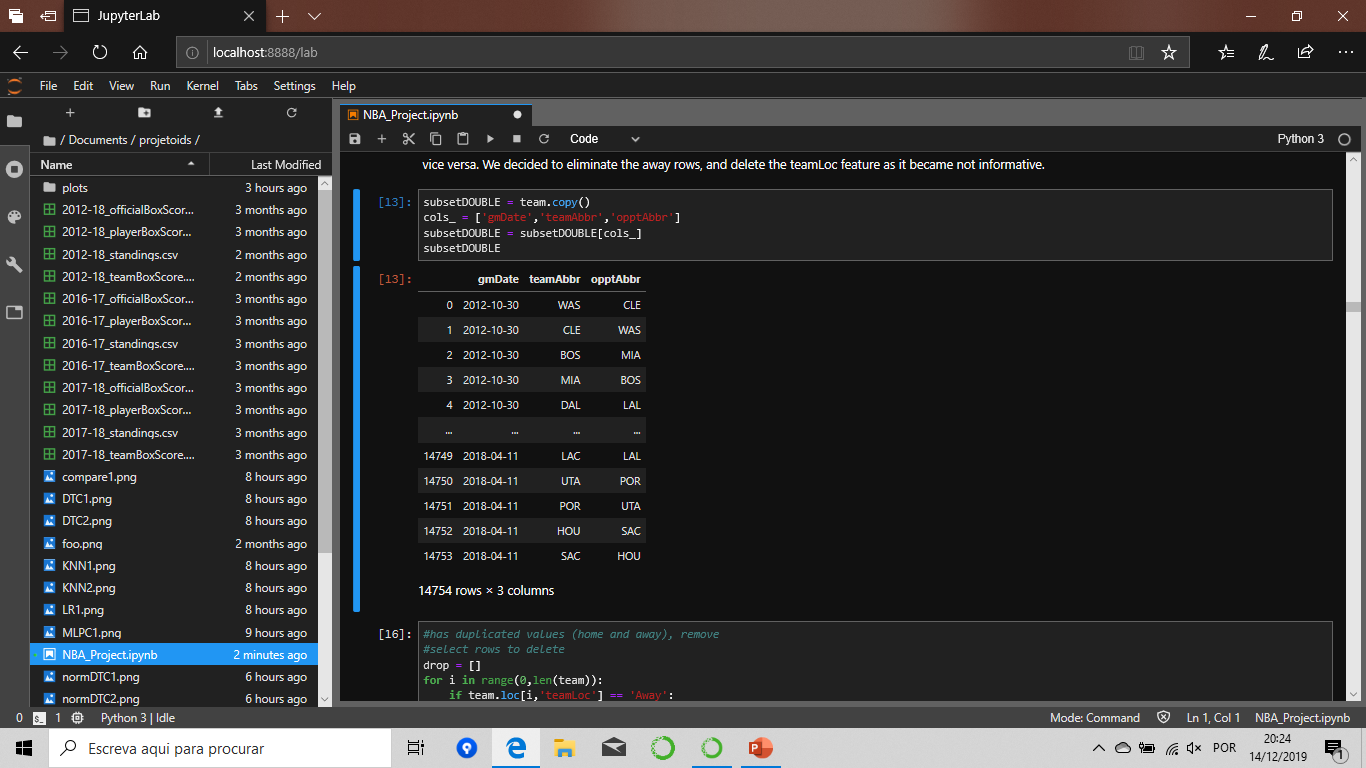 JupyterLab
localhost:8888/lab
File Edit View Run Kernel Tabs Settings Help
/ Documents / projetoids /
Name Last Modified
plots 3 hours ago
2012-18_officialBoxScor... 3 months ago
2012-18_playerBoxScor... 3 months ago
2012-18_standings.csv 2 months ago
2012-18_teamBoxScore.... 2 months ago
2016-17_officialBoxScor... 3 months ago
2016-17_playerBoxScor... 3 months ago
2016-17_standings.csv 3 months ago
2016-17_teamBoxScore.... 3 months ago
2017-18_officialBoxScor... 3 months ago
2017-18_playerBoxScor... 3 months ago
2017-18_standings.csv 3 months ago
2017-18_teamBoxScore.... 3 months ago
compare1.png 8 hours ago
DTC1.png 8 hours ago
DTC2.png 8 hours ago
foo.png 2 months ago
KNN1.png 8 hours ago
KNN2.png 8 hours ago
LR1.png 8 hours ago
MLPC1.png 9 hours ago
NBA_Project.ipynb 2 minutes ago
normDTC1.png 6 hours ago
normDTC2.png 6 hours ago
NBA_Project.ipynb
Code Python 3
vice versa. We decided to eliminate the away rows, and delete the teamLoc feature as it became not informative.
[13]: subsetDOUBLE = team.copy()
cols_ = ['gmDate','teamAbbr','opptAbbr']
subsetDOUBLE = subsetDOUBLE[cols_]
subsetDOUBLE
[13]: gmDate teamAbbr opptAbbr
0 2012-10-30 WAS CLE
1 2012-10-30 CLE WAS
2 2012-10-30 BOS MIA
3 2012-10-30 MIA BOS
4 2012-10-30 DAL LAL
... ... ... ...
14749 2018-04-11 LAC LAL
14750 2018-04-11 UTA POR
14751 2018-04-11 POR UTA
14752 2018-04-11 HOU SAC
14753 2018-04-11 SAC HOU
14754 rows × 3 columns
[16]: #has duplicated values (home and away), remove
#select rows to delete
drop = []
for i in range(0,len(team)):
if team.loc[i,'teamLoc'] == 'Away':
0 1 Python 3 | Idle Mode: Command Ln 1, Col 1 NBA_Project.ipynb
Escreva aqui para procurar
POR
20:24
14/12/2019
1